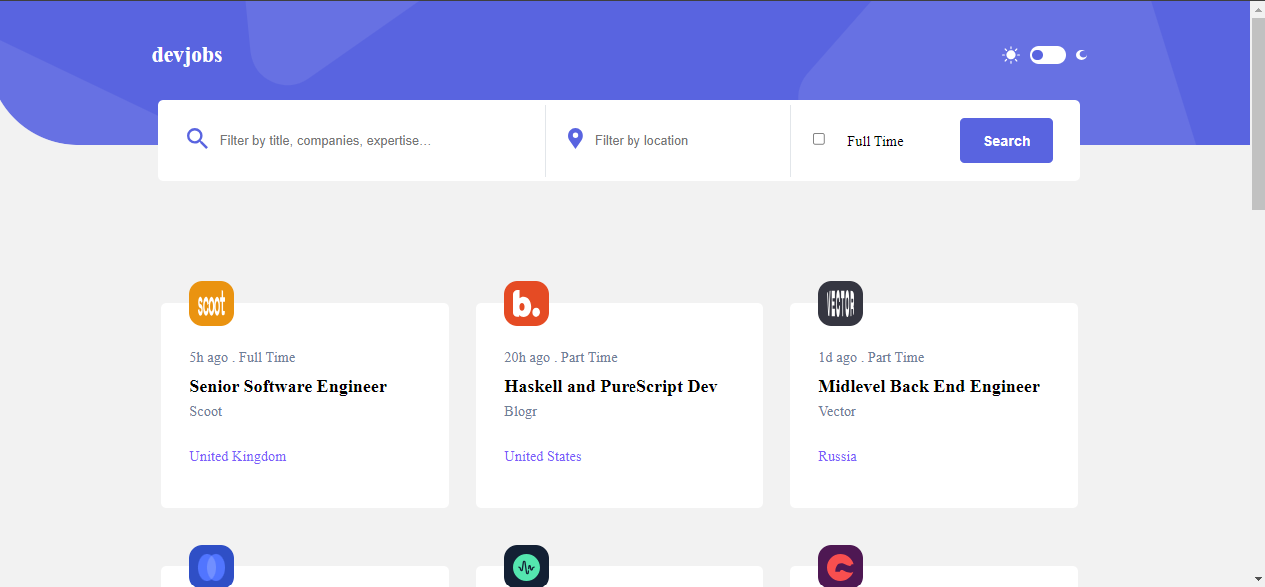 devjobs
Filter by title, companies, expertise…
Filter by location
Full Time
Search
scoot
b.
VECTOR
5h ago . Full Time
20h ago . Part Time
1d ago . Part Time
Senior Software Engineer
Haskell and PureScript Dev
Midlevel Back End Engineer
Scoot
Blogr
Vector
United Kingdom
United States
Russia